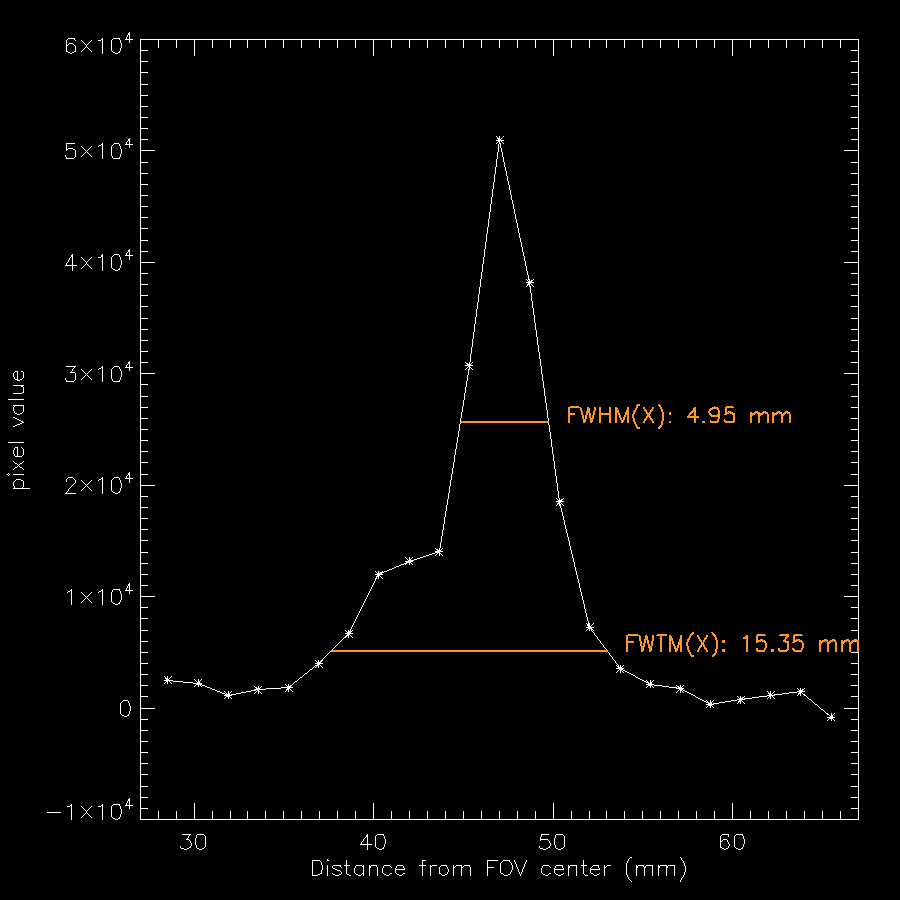 6×10⁴
5×10⁴
4×10⁴
3×10⁴
2×10⁴
1×10⁴
0
−1×10⁴
pixel value
FWHM(X): 4.95 mm
FWTM(X): 15.35 mm
30 40 50 60
Distance from FOV center (mm)